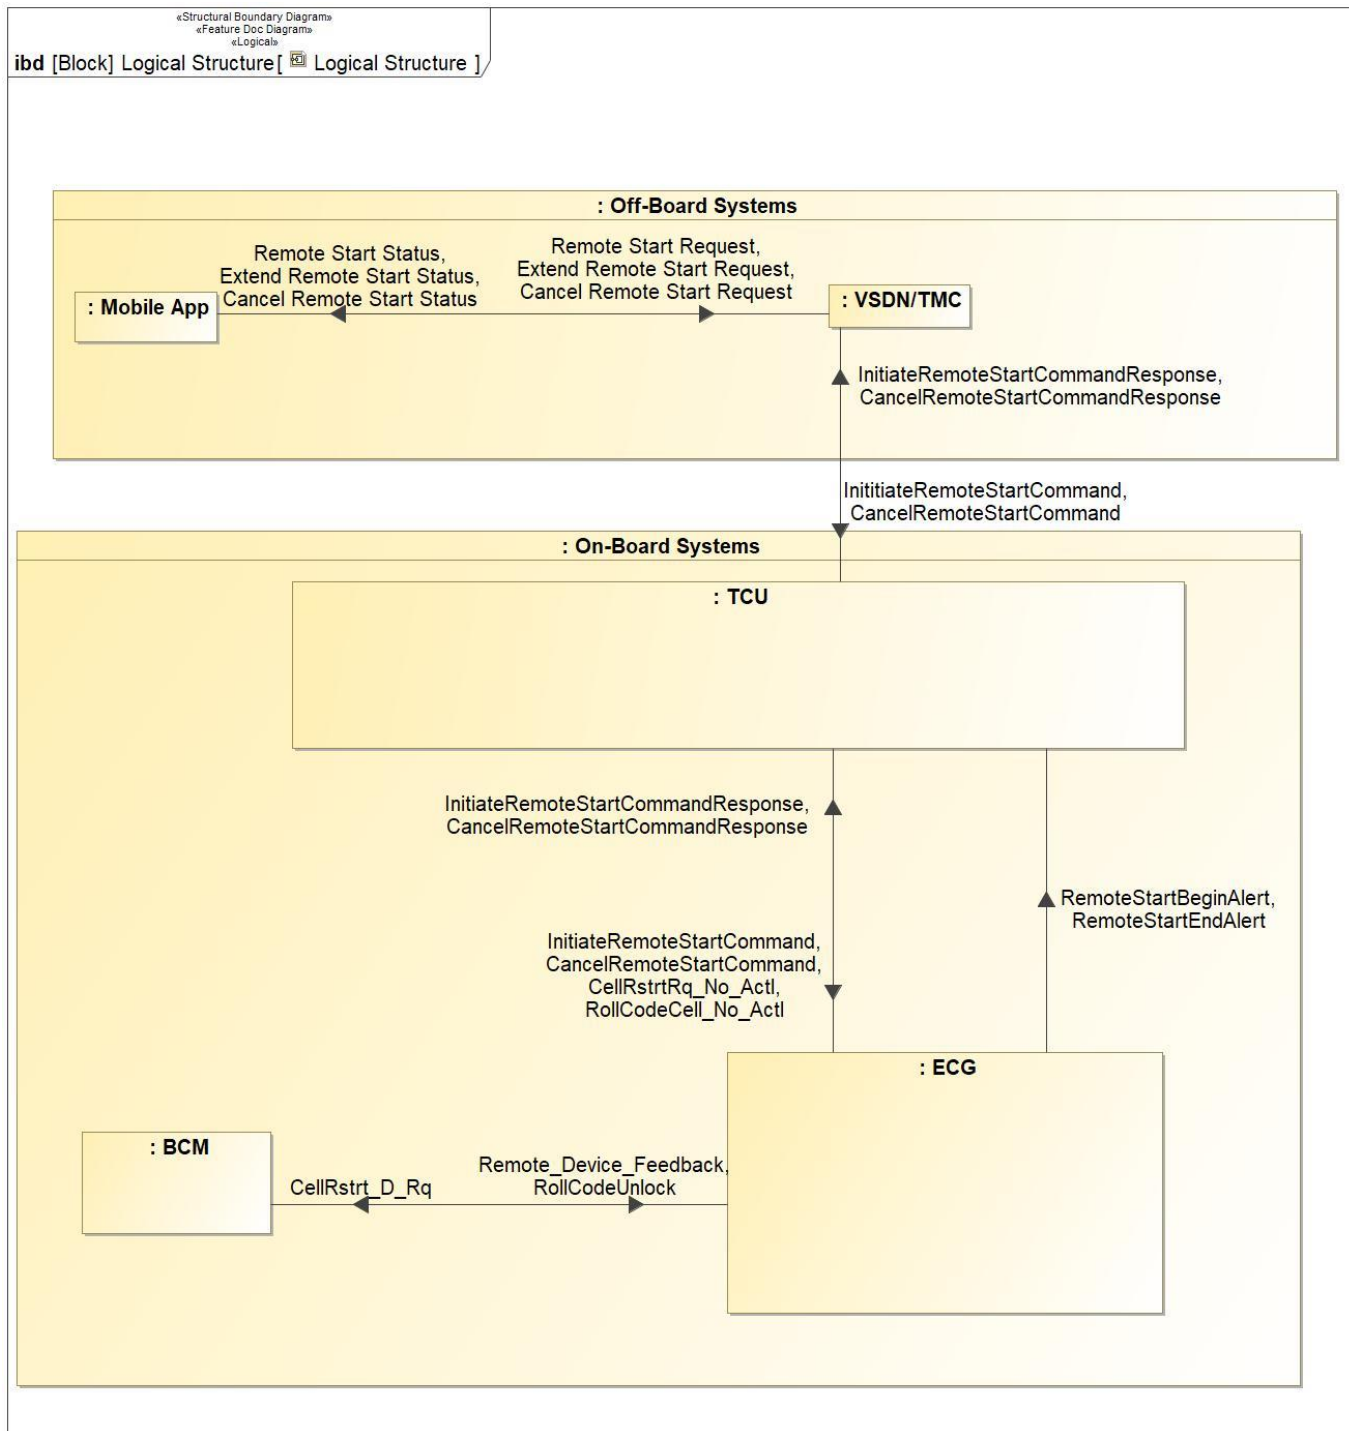 «Structural Boundary Diagram»
«Feature Doc Diagram»
«Logical»
ibd [Block] Logical Structure[ Logical Structure ]
: Off-Board Systems
Remote Start Status,
Extend Remote Start Status,
Cancel Remote Start Status
Remote Start Request,
Extend Remote Start Request,
Cancel Remote Start Request
: Mobile App
: VSDN/TMC
InitiateRemoteStartCommandResponse,
CancelRemoteStartCommandResponse
InititiateRemoteStartCommand,
CancelRemoteStartCommand
: On-Board Systems
: TCU
InitiateRemoteStartCommandResponse,
CancelRemoteStartCommandResponse
RemoteStartBeginAlert,
RemoteStartEndAlert
InitiateRemoteStartCommand,
CancelRemoteStartCommand,
CellRstrtRq_No_Actl,
RollCodeCell_No_Actl
: ECG
: BCM
CellRstrt_D_Rq
Remote_Device_Feedback,
RollCodeUnlock